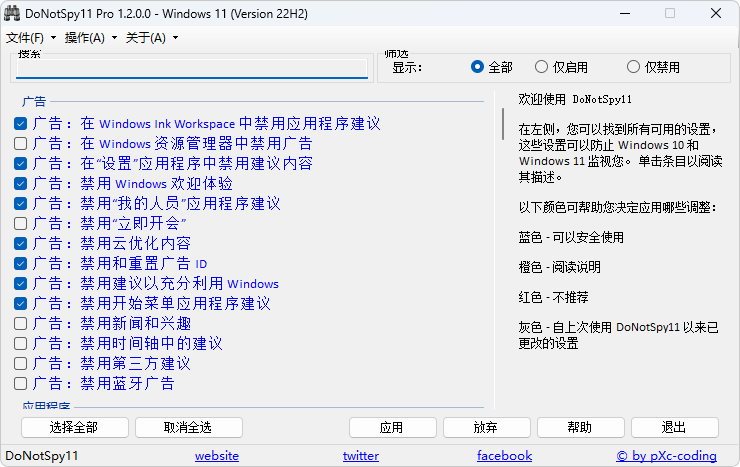 DoNotSpy11 Pro 1.2.0.0 - Windows 11 (Version 22H2)
文件(F) 操作(A) 关于(A)
搜索
筛选
显示: 全部 仅启用 仅禁用
广告
广告：在 Windows Ink Workspace 中禁用应用程序建议
广告：在 Windows 资源管理器中禁用广告
广告：在“设置”应用程序中禁用建议内容
广告：禁用 Windows 欢迎体验
广告：禁用“我的人员”应用程序建议
广告：禁用“立即开会”
广告：禁用云优化内容
广告：禁用和重置广告 ID
广告：禁用建议以充分利用 Windows
广告：禁用开始菜单应用程序建议
广告：禁用新闻和兴趣
广告：禁用时间轴中的建议
广告：禁用第三方建议
广告：禁用蓝牙广告
应用程序
欢迎使用 DoNotSpy11
在左侧，您可以找到所有可用的设置，
这些设置可以防止 Windows 10 和
Windows 11 监视您。单击条目以阅读
其描述。
以下颜色可帮助您决定应用哪些调整：
蓝色 - 可以安全使用
橙色 - 阅读说明
红色 - 不推荐
灰色 - 自上次使用 DoNotSpy11 以来已
更改的设置
选择全部 取消全选 应用 放弃 帮助 退出
DoNotSpy11 website twitter facebook © by pXc-coding